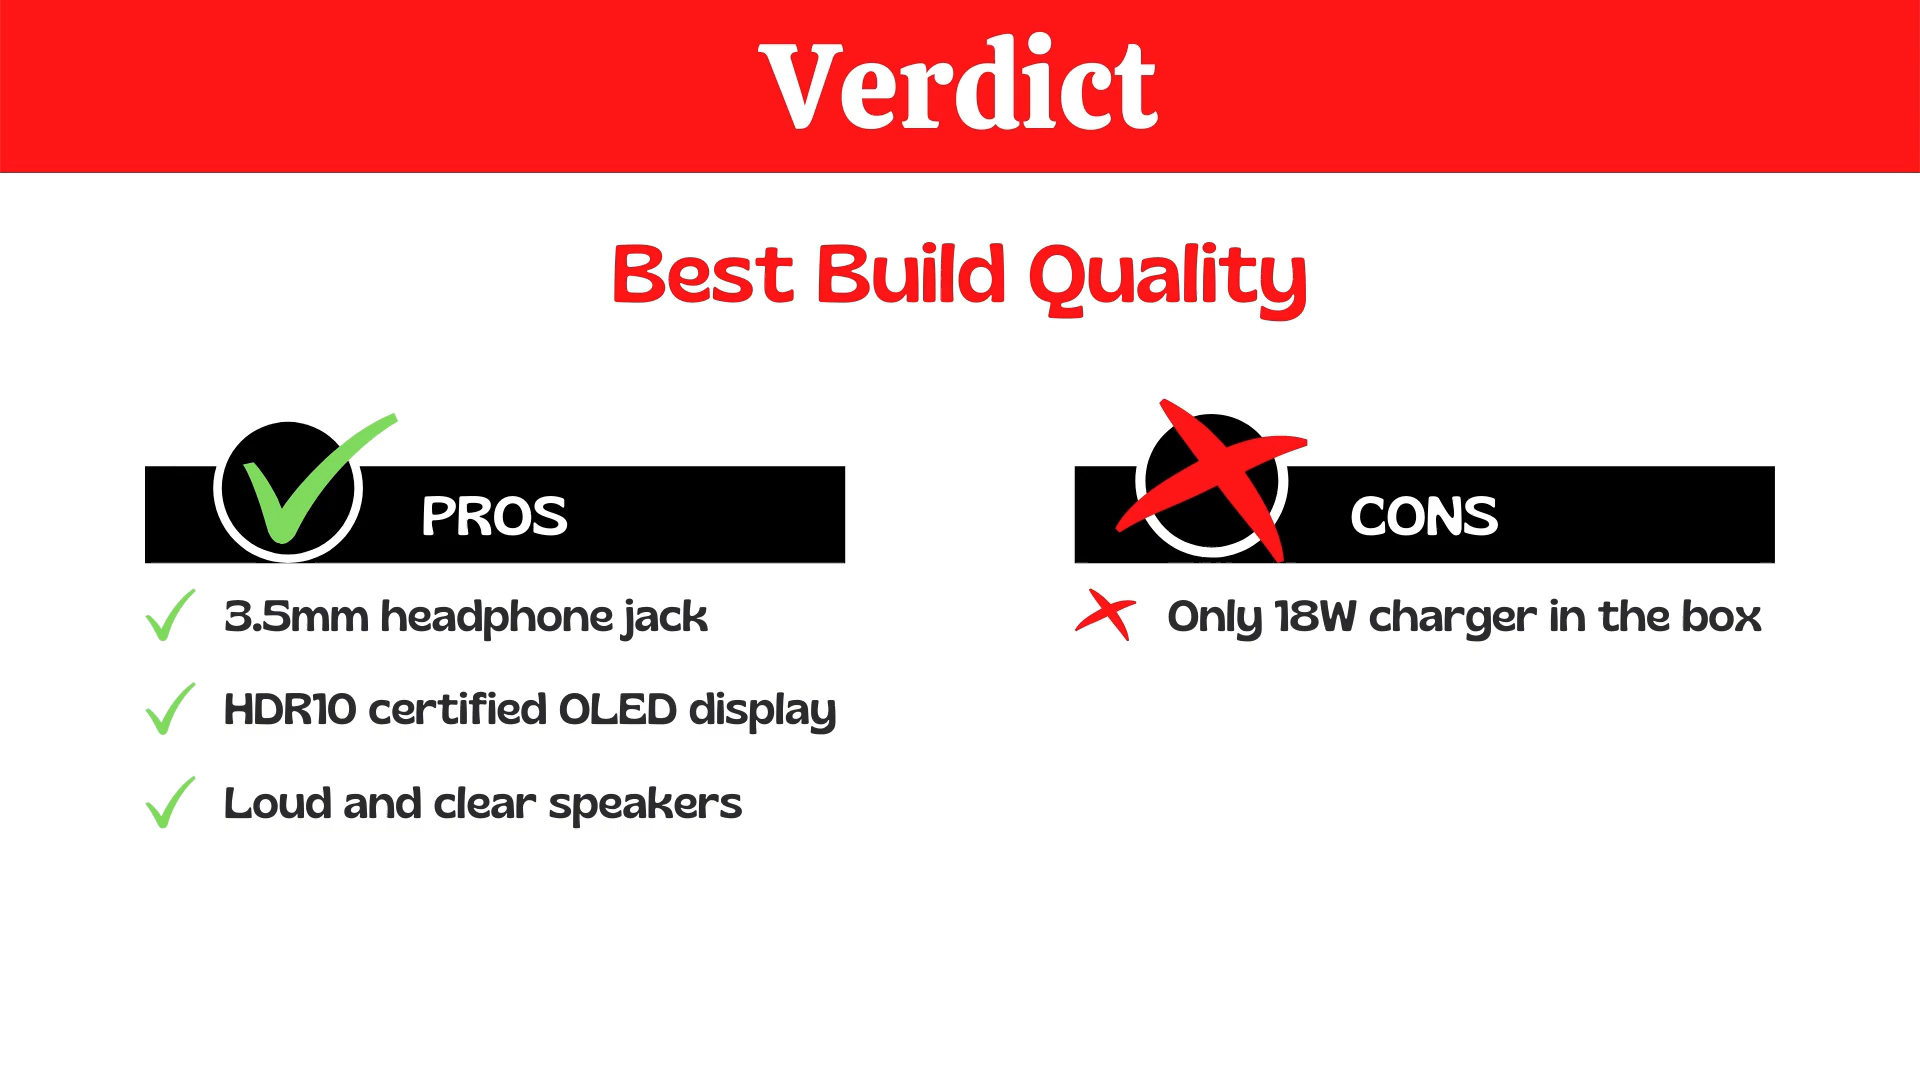 Verdict
Best Build Quality
PROS
3.5mm headphone jack
HDR10 certified OLED display
Loud and clear speakers
CONS
Only 18W charger in the box